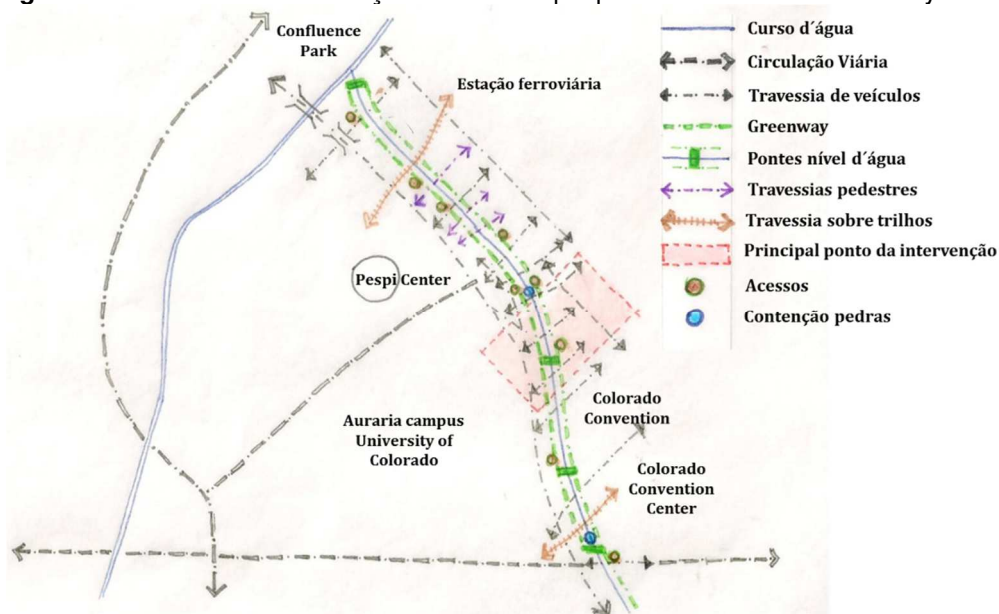 Confluence
Park
Estação ferroviária
Pespi Center
Auraria campus
University of
Colorado
Colorado
Convention
Colorado
Convention
Center
Curso d´água
Circulação Viária
Travessia de veículos
Greenway
Pontes nível d´água
Travessias pedestres
Travessia sobre trilhos
Principal ponto da intervenção
Acessos
Contenção pedras